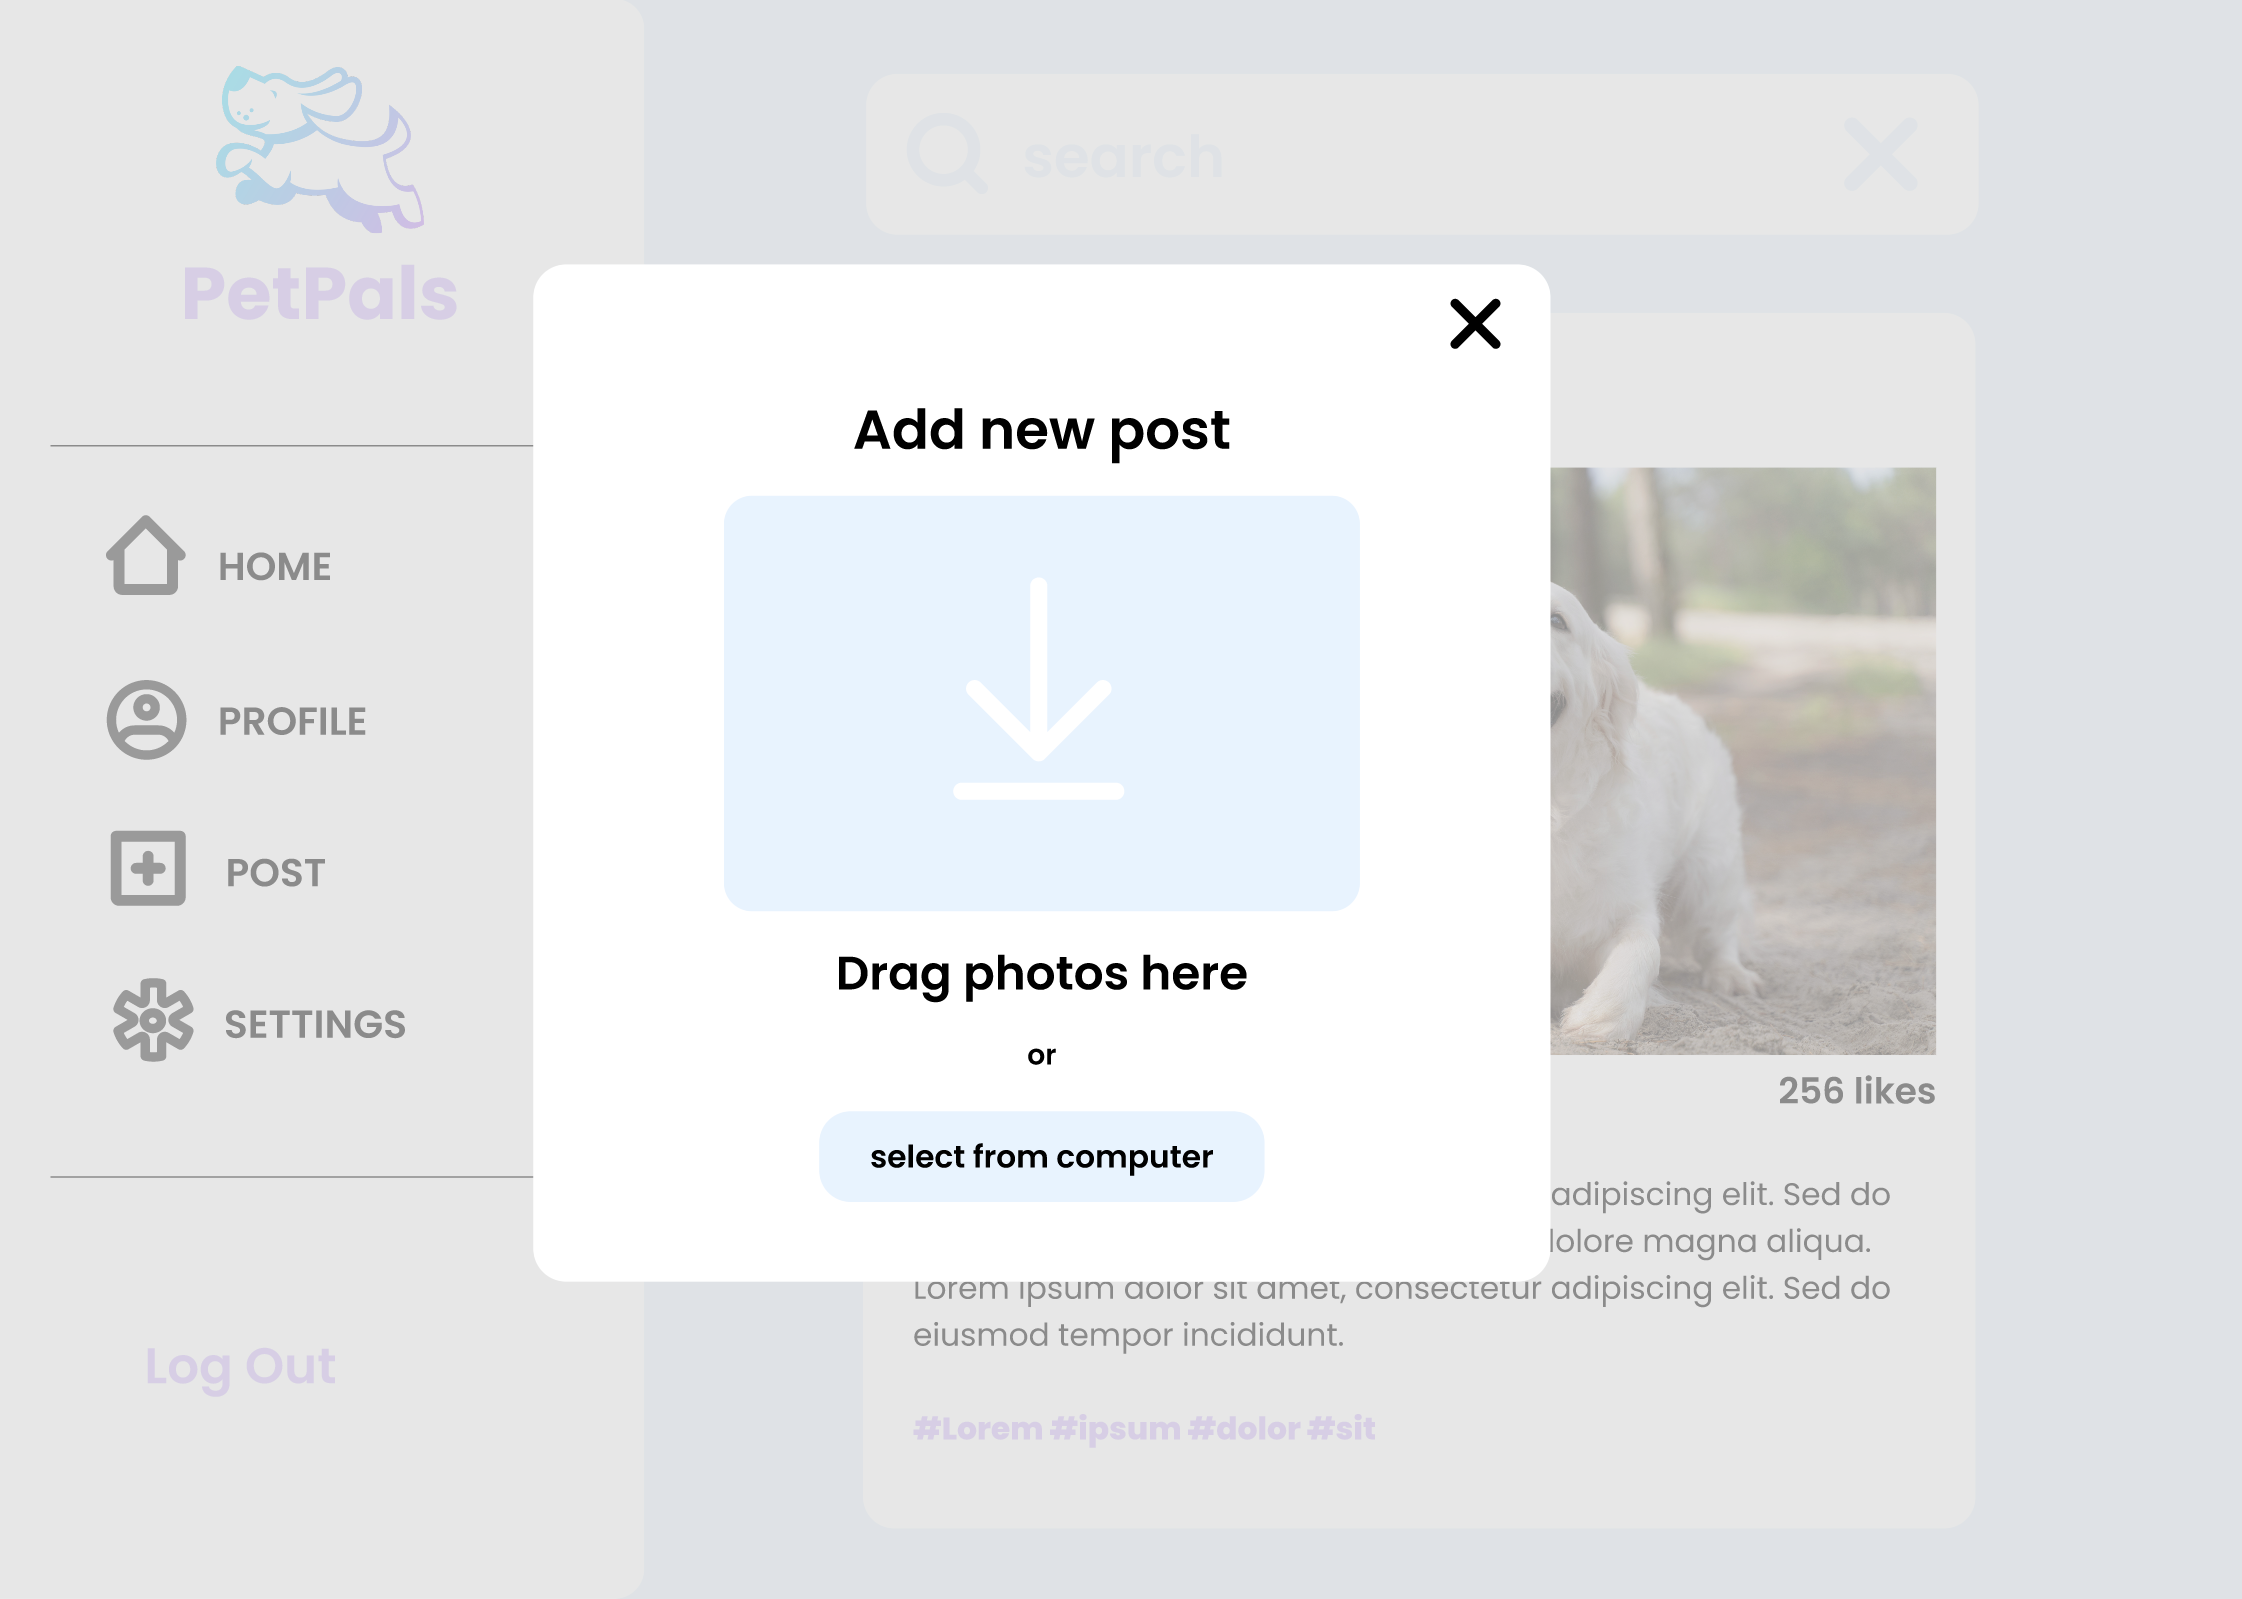 PetPals
HOME
PROFILE
POST
SETTINGS
Log Out
search
Add new post
Drag photos here
or
select from computer
256 likes
adipiscing elit. Sed do
dolore magna aliqua.
Lorem ipsum dolor sit amet, consectetur adipiscing elit. Sed do
eiusmod tempor incididunt.
#Lorem #ipsum #dolor #sit